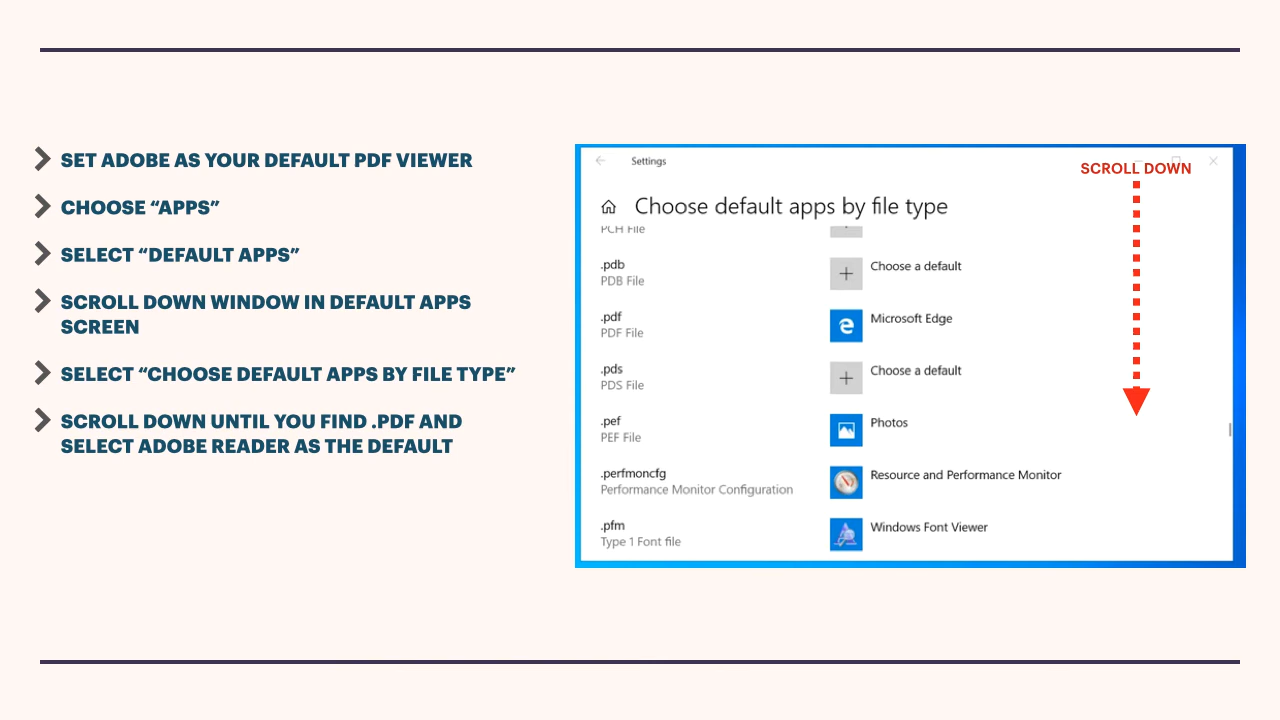 SET ADOBE AS YOUR DEFAULT PDF VIEWER
CHOOSE “APPS”
SELECT “DEFAULT APPS”
SCROLL DOWN WINDOW IN DEFAULT APPS
SCREEN
SELECT “CHOOSE DEFAULT APPS BY FILE TYPE”
SCROLL DOWN UNTIL YOU FIND .PDF AND
SELECT ADOBE READER AS THE DEFAULT
Settings
SCROLL DOWN
Choose default apps by file type
PCH File
.pdb
PDB File
Choose a default
.pdf
PDF File
Microsoft Edge
.pds
PDS File
Choose a default
.pef
PEF File
Photos
.perfmoncfg
Performance Monitor Configuration
Resource and Performance Monitor
.pfm
Type 1 Font file
Windows Font Viewer